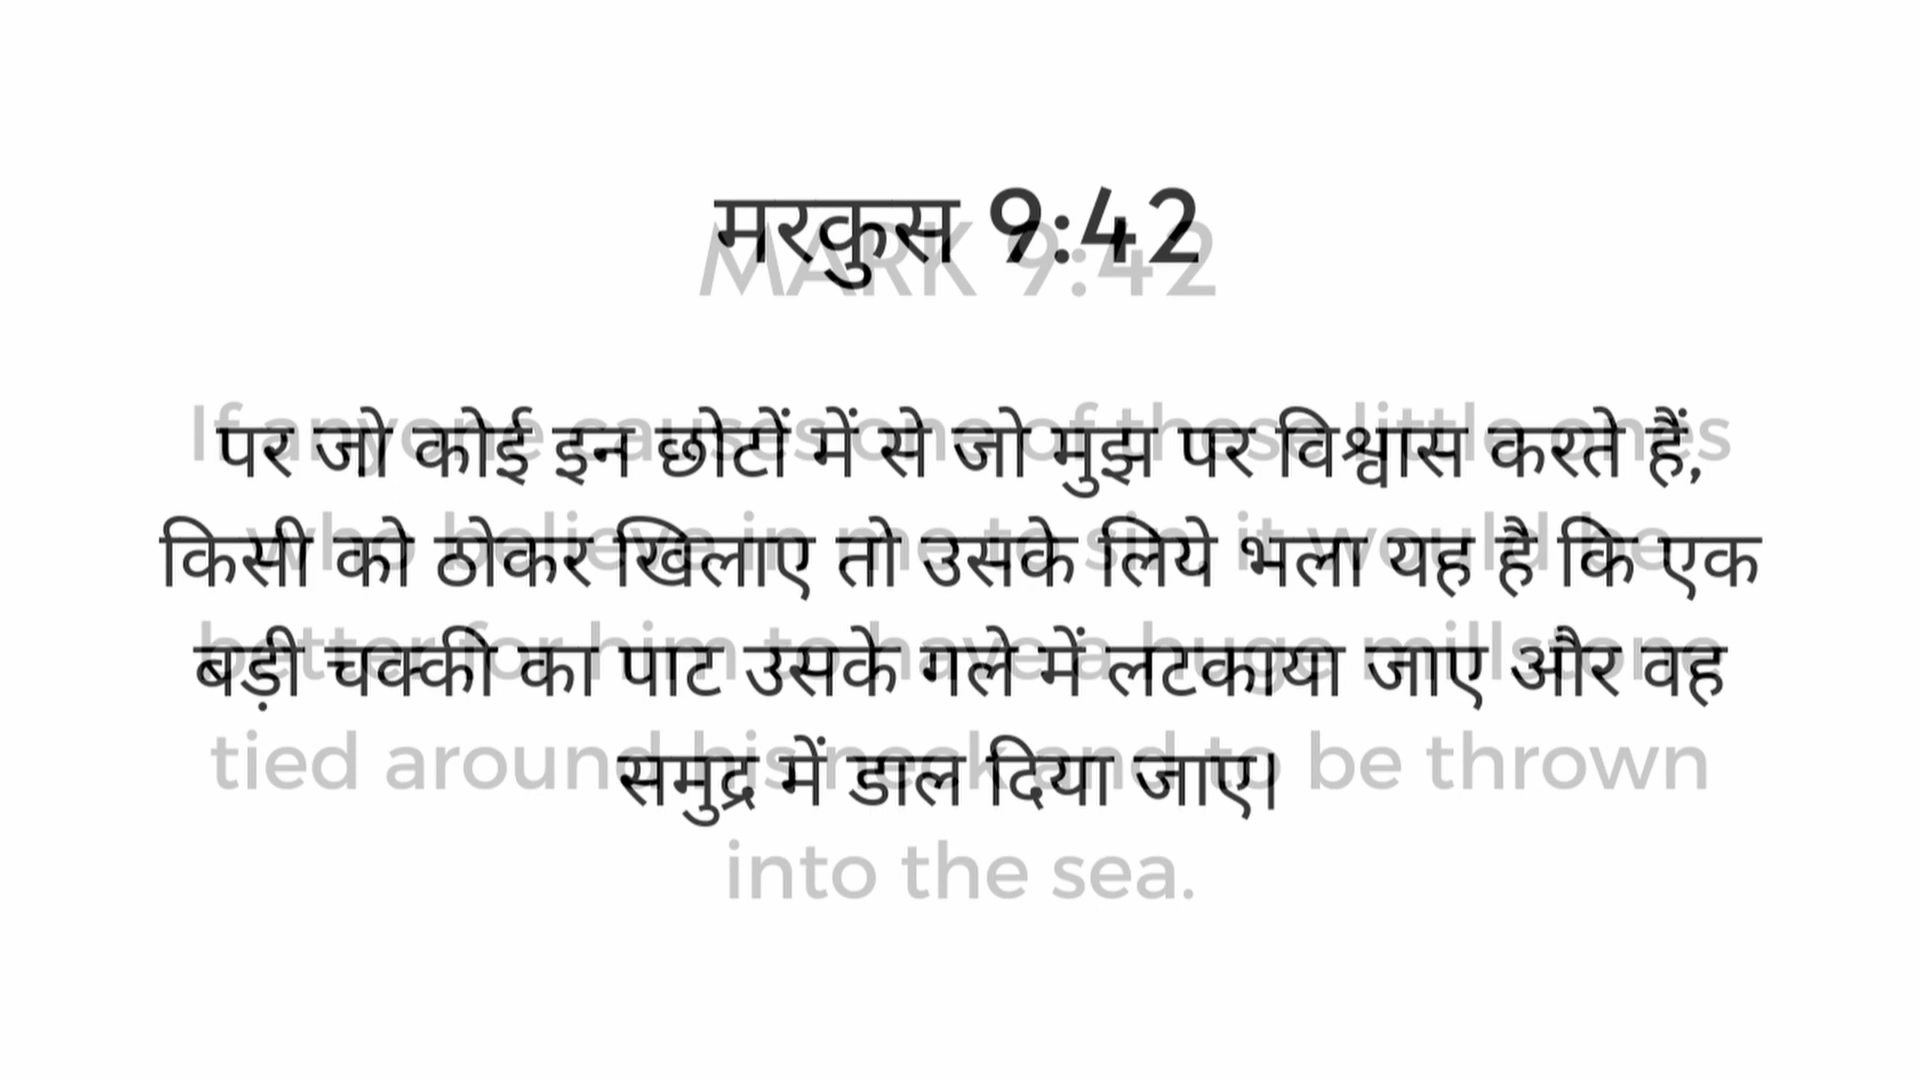 मरकुस 9:42
पर जो कोई इन छोटों में से जो मुझ पर विश्वास करते हैं,
किसी को ठोकर खिलाए तो उसके लिये भला यह है कि एक
बड़ी चक्की का पाट उसके गले में लटकाया जाए और वह
समुद्र में डाल दिया जाए।
MARK 9:42
If anyone causes one of these little ones
who believe in me to sin, it would be
better for him to have a huge millstone
tied around his neck and to be thrown
into the sea.